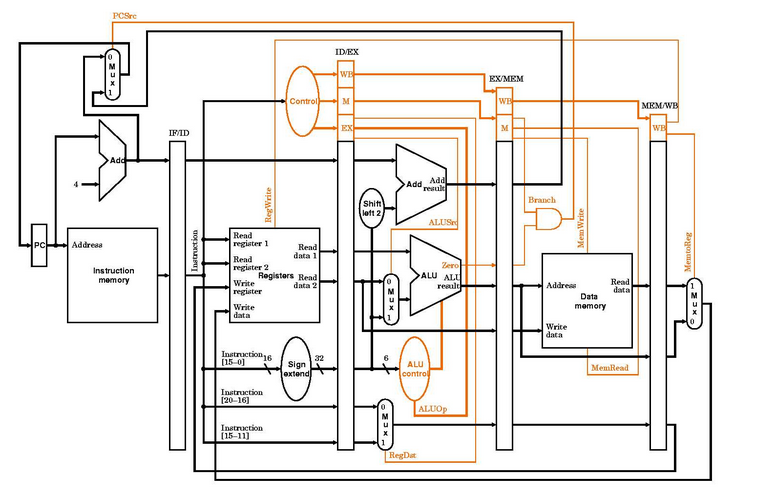 PCSrc
0
M
u
x
1
ID/EX
WB
EX/MEM
Control
M
WB
MEM/WB
EX
M
WB
IF/ID
Add
4
Add
Add
result
Shift
left 2
Branch
RegWrite
MemWrite
ALUSrc
PC
Address
Instruction
memory
Instruction
Read
register 1
Read
register 2
Registers
Write
register
Write
data
Read
data 1
Read
data 2
0
M
u
x
1
ALU
Zero
ALU
result
Address
Data
memory
Write
data
Read
data
MemtoReg
1
M
u
x
0
Instruction
[15–0]
16
Sign
extend
32
6
ALU
control
MemRead
Instruction
[20–16]
0
M
u
x
1
ALUOp
Instruction
[15–11]
RegDst